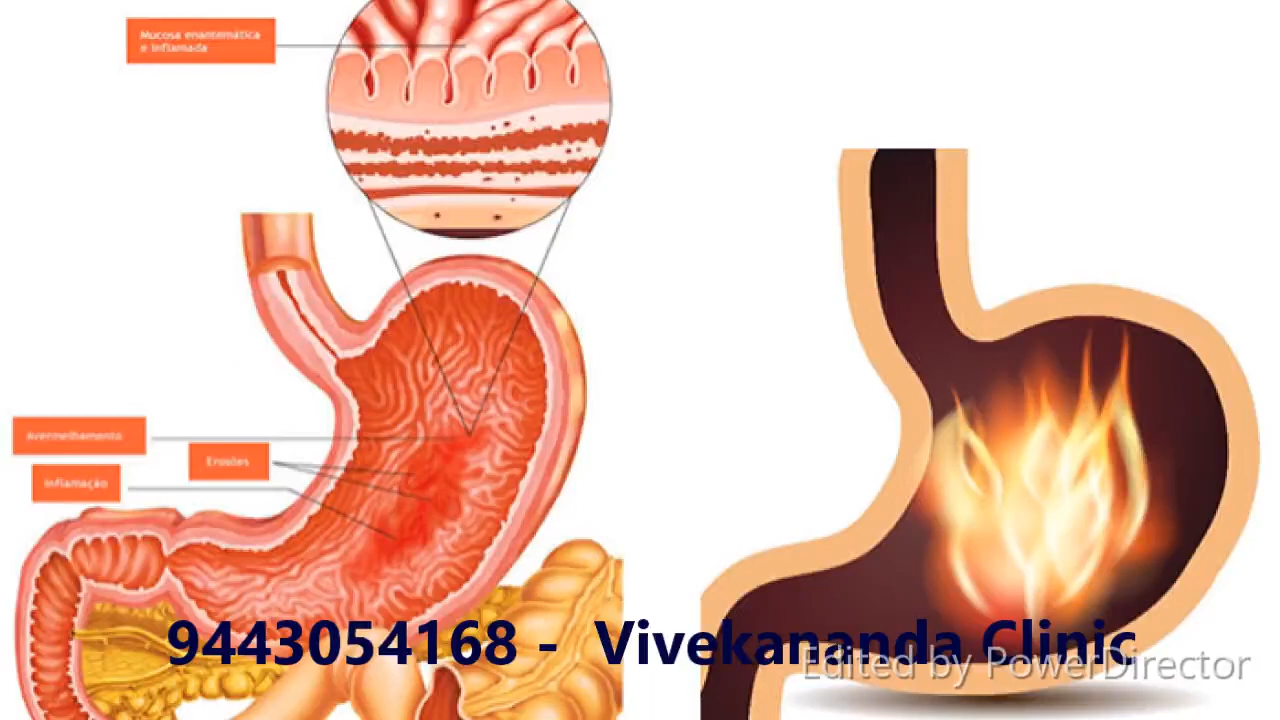 Mucosa enantemática
e inflamada
Avermelhamento
Erosões
Inflamação
9443054168 - Vivekananda Clinic
Edited by PowerDirector